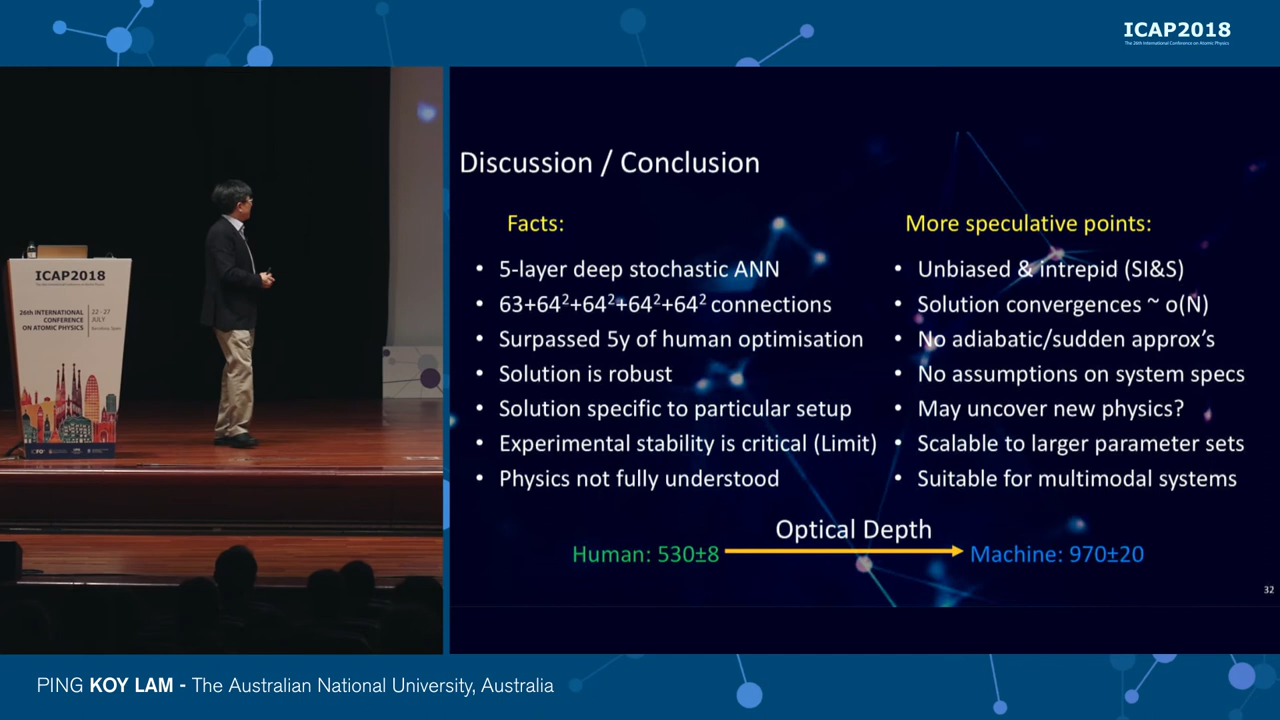 ICAP2018
The 26th International Conference on Atomic Physics
ICAP2018
26th INTERNATIONAL
CONFERENCE
ON ATOMIC PHYSICS
22 - 27
JULY
Barcelona, Spain
Discussion / Conclusion
Facts:
• 5-layer deep stochastic ANN
• 63+64²+64²+64²+64² connections
• Surpassed 5y of human optimisation
• Solution is robust
• Solution specific to particular setup
• Experimental stability is critical (Limit)
• Physics not fully understood
More speculative points:
• Unbiased & intrepid (SI&S)
• Solution convergences ~ o(N)
• No adiabatic/sudden approx's
• No assumptions on system specs
• May uncover new physics?
• Scalable to larger parameter sets
• Suitable for multimodal systems
Optical Depth
Human: 530±8
Machine: 970±20
32
PING KOY LAM - The Australian National University, Australia